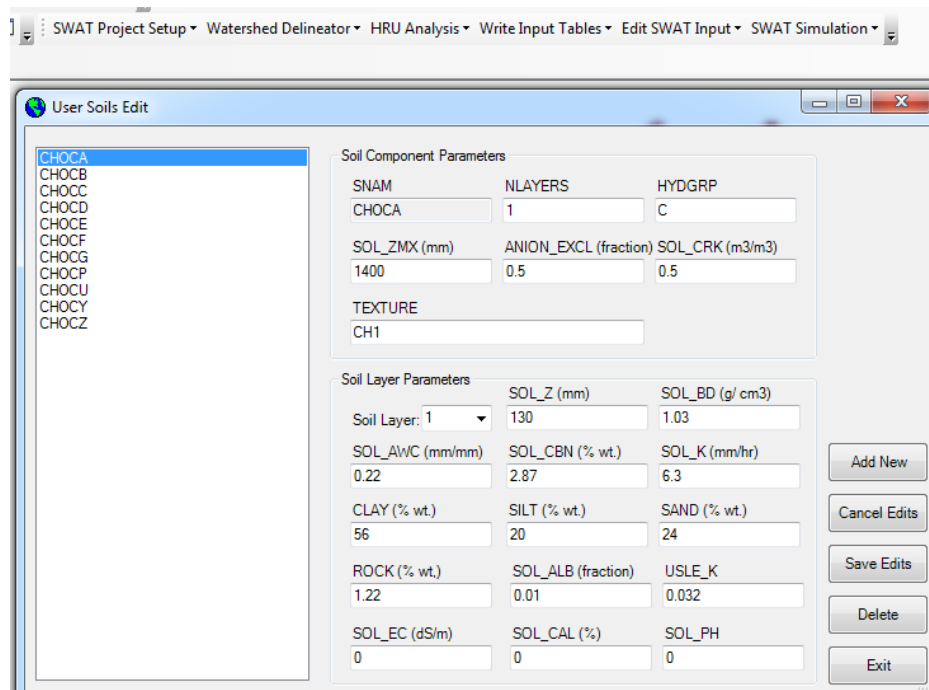 SWAT Project Setup Watershed Delineator HRU Analysis Write Input Tables Edit SWAT Input SWAT Simulation
User Soils Edit
CHOCA
CHOCB
CHOCC
CHOCD
CHOCE
CHOCF
CHOCG
CHOCP
CHOCU
CHOCY
CHOCZ
Soil Component Parameters
SNAM NLAYERS HYDGRP
CHOCA 1 C
SOL_ZMX (mm) ANION_EXCL (fraction) SOL_CRK (m3/m3)
1400 0.5 0.5
TEXTURE
CH1
Soil Layer Parameters
SOL_Z (mm) SOL_BD (g/ cm3)
Soil Layer: 1 130 1.03
SOL_AWC (mm/mm) SOL_CBN (% wt.) SOL_K (mm/hr)
0.22 2.87 6.3
CLAY (% wt.) SILT (% wt.) SAND (% wt.)
56 20 24
ROCK (% wt,) SOL_ALB (fraction) USLE_K
1.22 0.01 0.032
SOL_EC (dS/m) SOL_CAL (%) SOL_PH
0 0 0
Add New
Cancel Edits
Save Edits
Delete
Exit